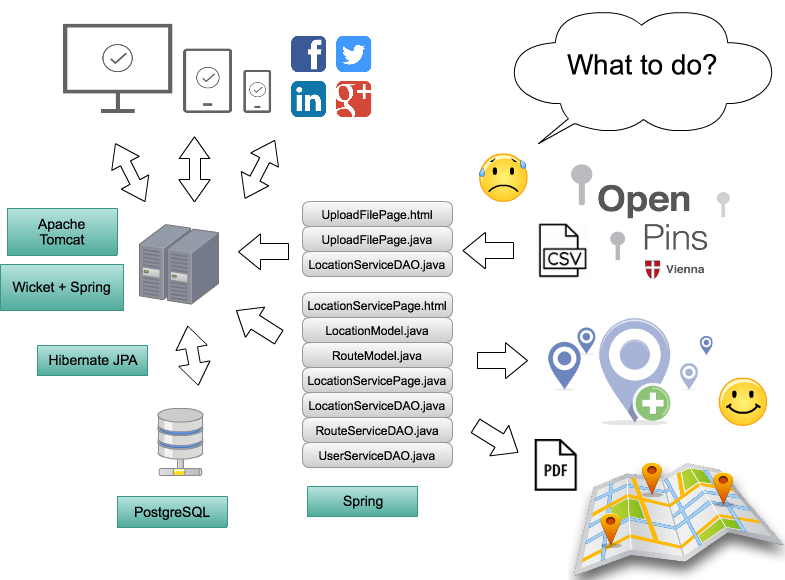 f
in
g+
What to do?
Open
Pins
Vienna
Apache
Tomcat
Wicket + Spring
Hibernate JPA
PostgreSQL
UploadFilePage.html
UploadFilePage.java
LocationServiceDAO.java
CSV
LocationServicePage.html
LocationModel.java
RouteModel.java
LocationServicePage.java
LocationServiceDAO.java
RouteServiceDAO.java
UserServiceDAO.java
Spring
PDF